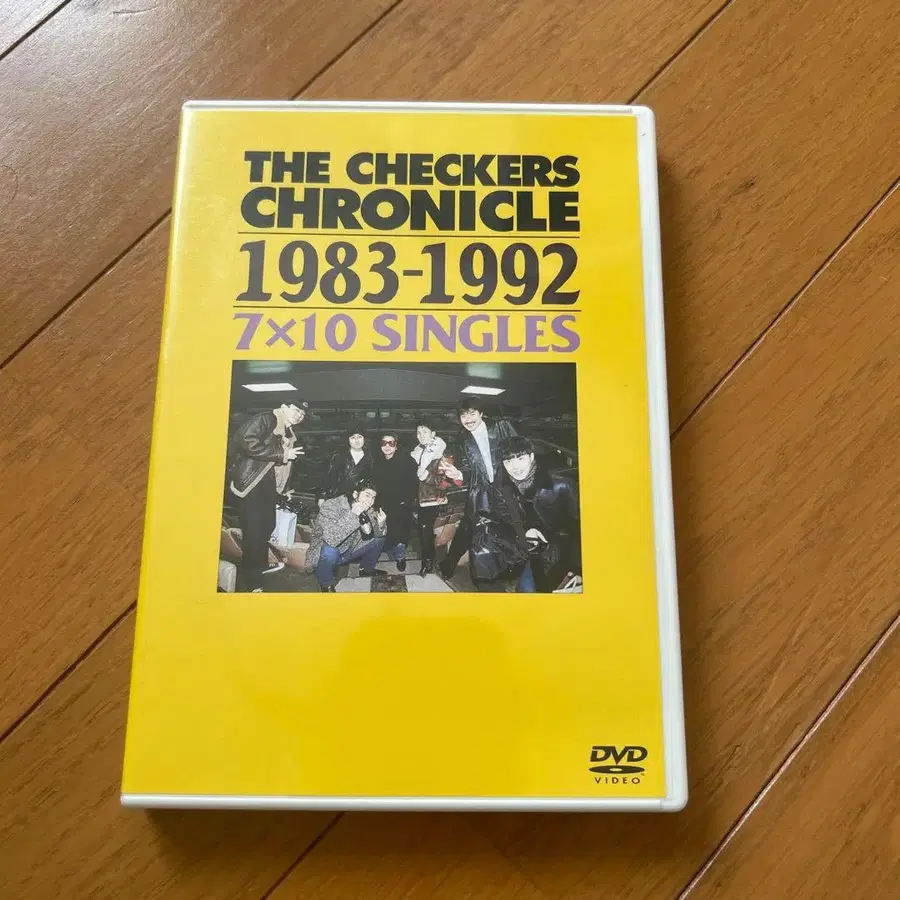 THE CHECKERS
CHRONICLE
1983-1992
7×10 SINGLES
DVD
VIDEO